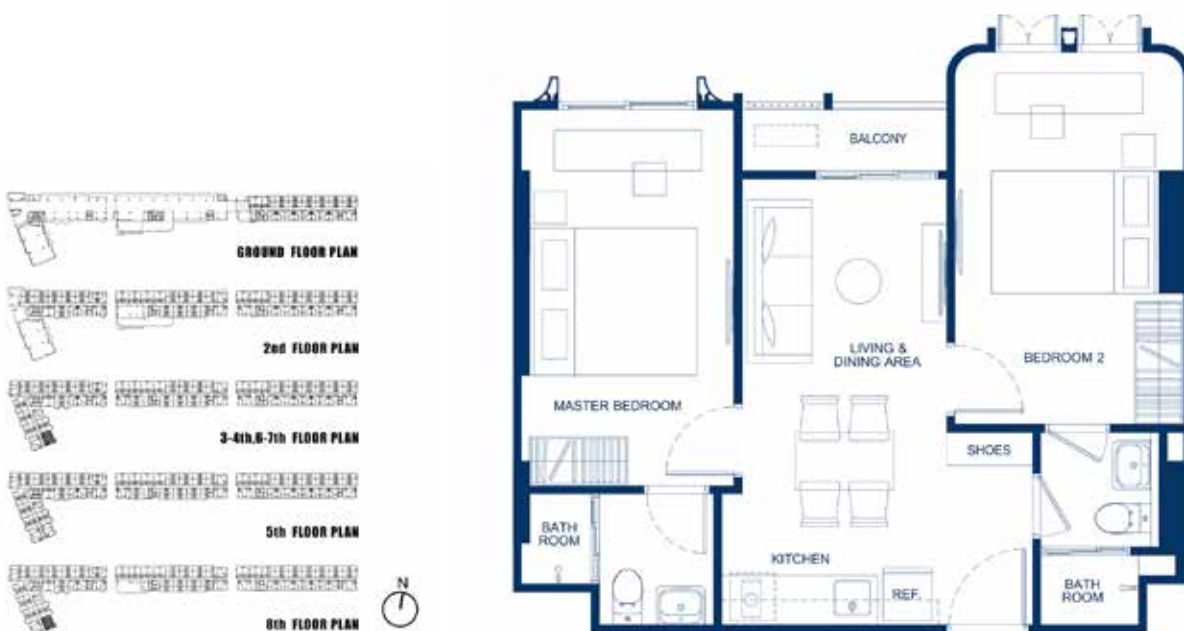 GROUND FLOOR PLAN
2nd FLOOR PLAN
3-4th,6-7th FLOOR PLAN
5th FLOOR PLAN
8th FLOOR PLAN
N
BALCONY
LIVING &
DINING AREA
BEDROOM 2
MASTER BEDROOM
SHOES
BATH
ROOM
KITCHEN
REF.
BATH
ROOM